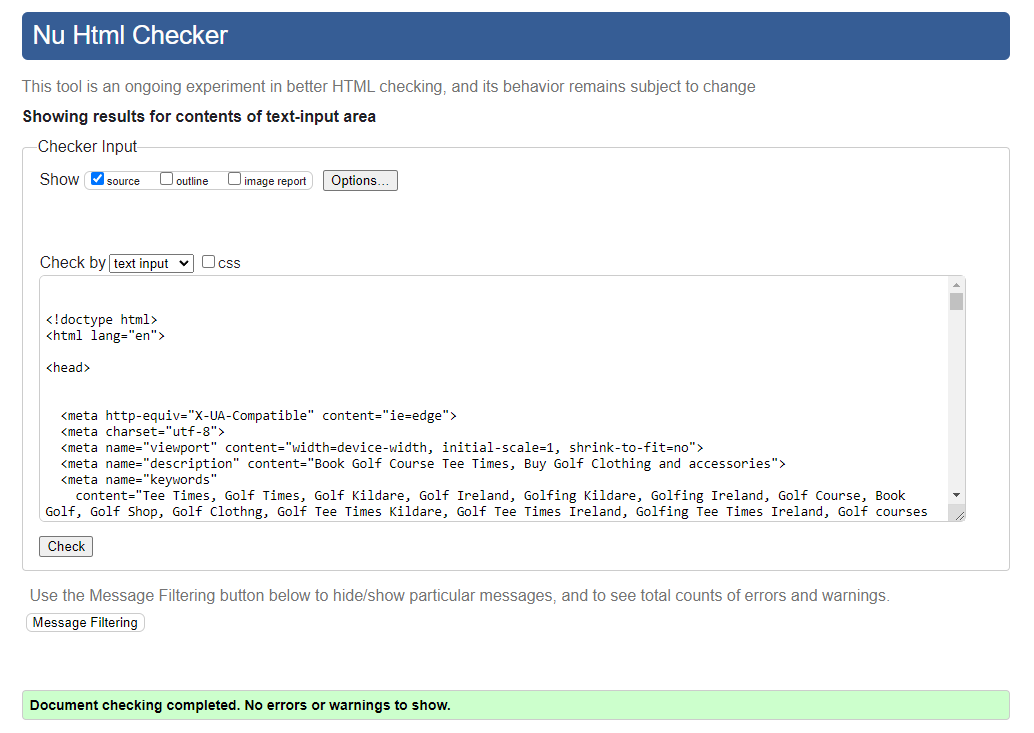 Nu Html Checker
This tool is an ongoing experiment in better HTML checking, and its behavior remains subject to change
Showing results for contents of text-input area
Checker Input
Show source outline image report Options...
Check by text input css
<!doctype html>
<html lang="en">
<head>
<meta http-equiv="X-UA-Compatible" content="ie=edge">
<meta charset="utf-8">
<meta name="viewport" content="width=device-width, initial-scale=1, shrink-to-fit=no">
<meta name="description" content="Book Golf Course Tee Times, Buy Golf Clothing and accessories">
<meta name="keywords"
content="Tee Times, Golf Times, Golf Kildare, Golf Ireland, Golfing Kildare, Golfing Ireland, Golf Course, Book
Golf, Golf Shop, Golf Clothng, Golf Tee Times Kildare, Golf Tee Times Ireland, Golfing Tee Times Ireland, Golf courses
Check
Use the Message Filtering button below to hide/show particular messages, and to see total counts of errors and warnings.
Message Filtering
Document checking completed. No errors or warnings to show.